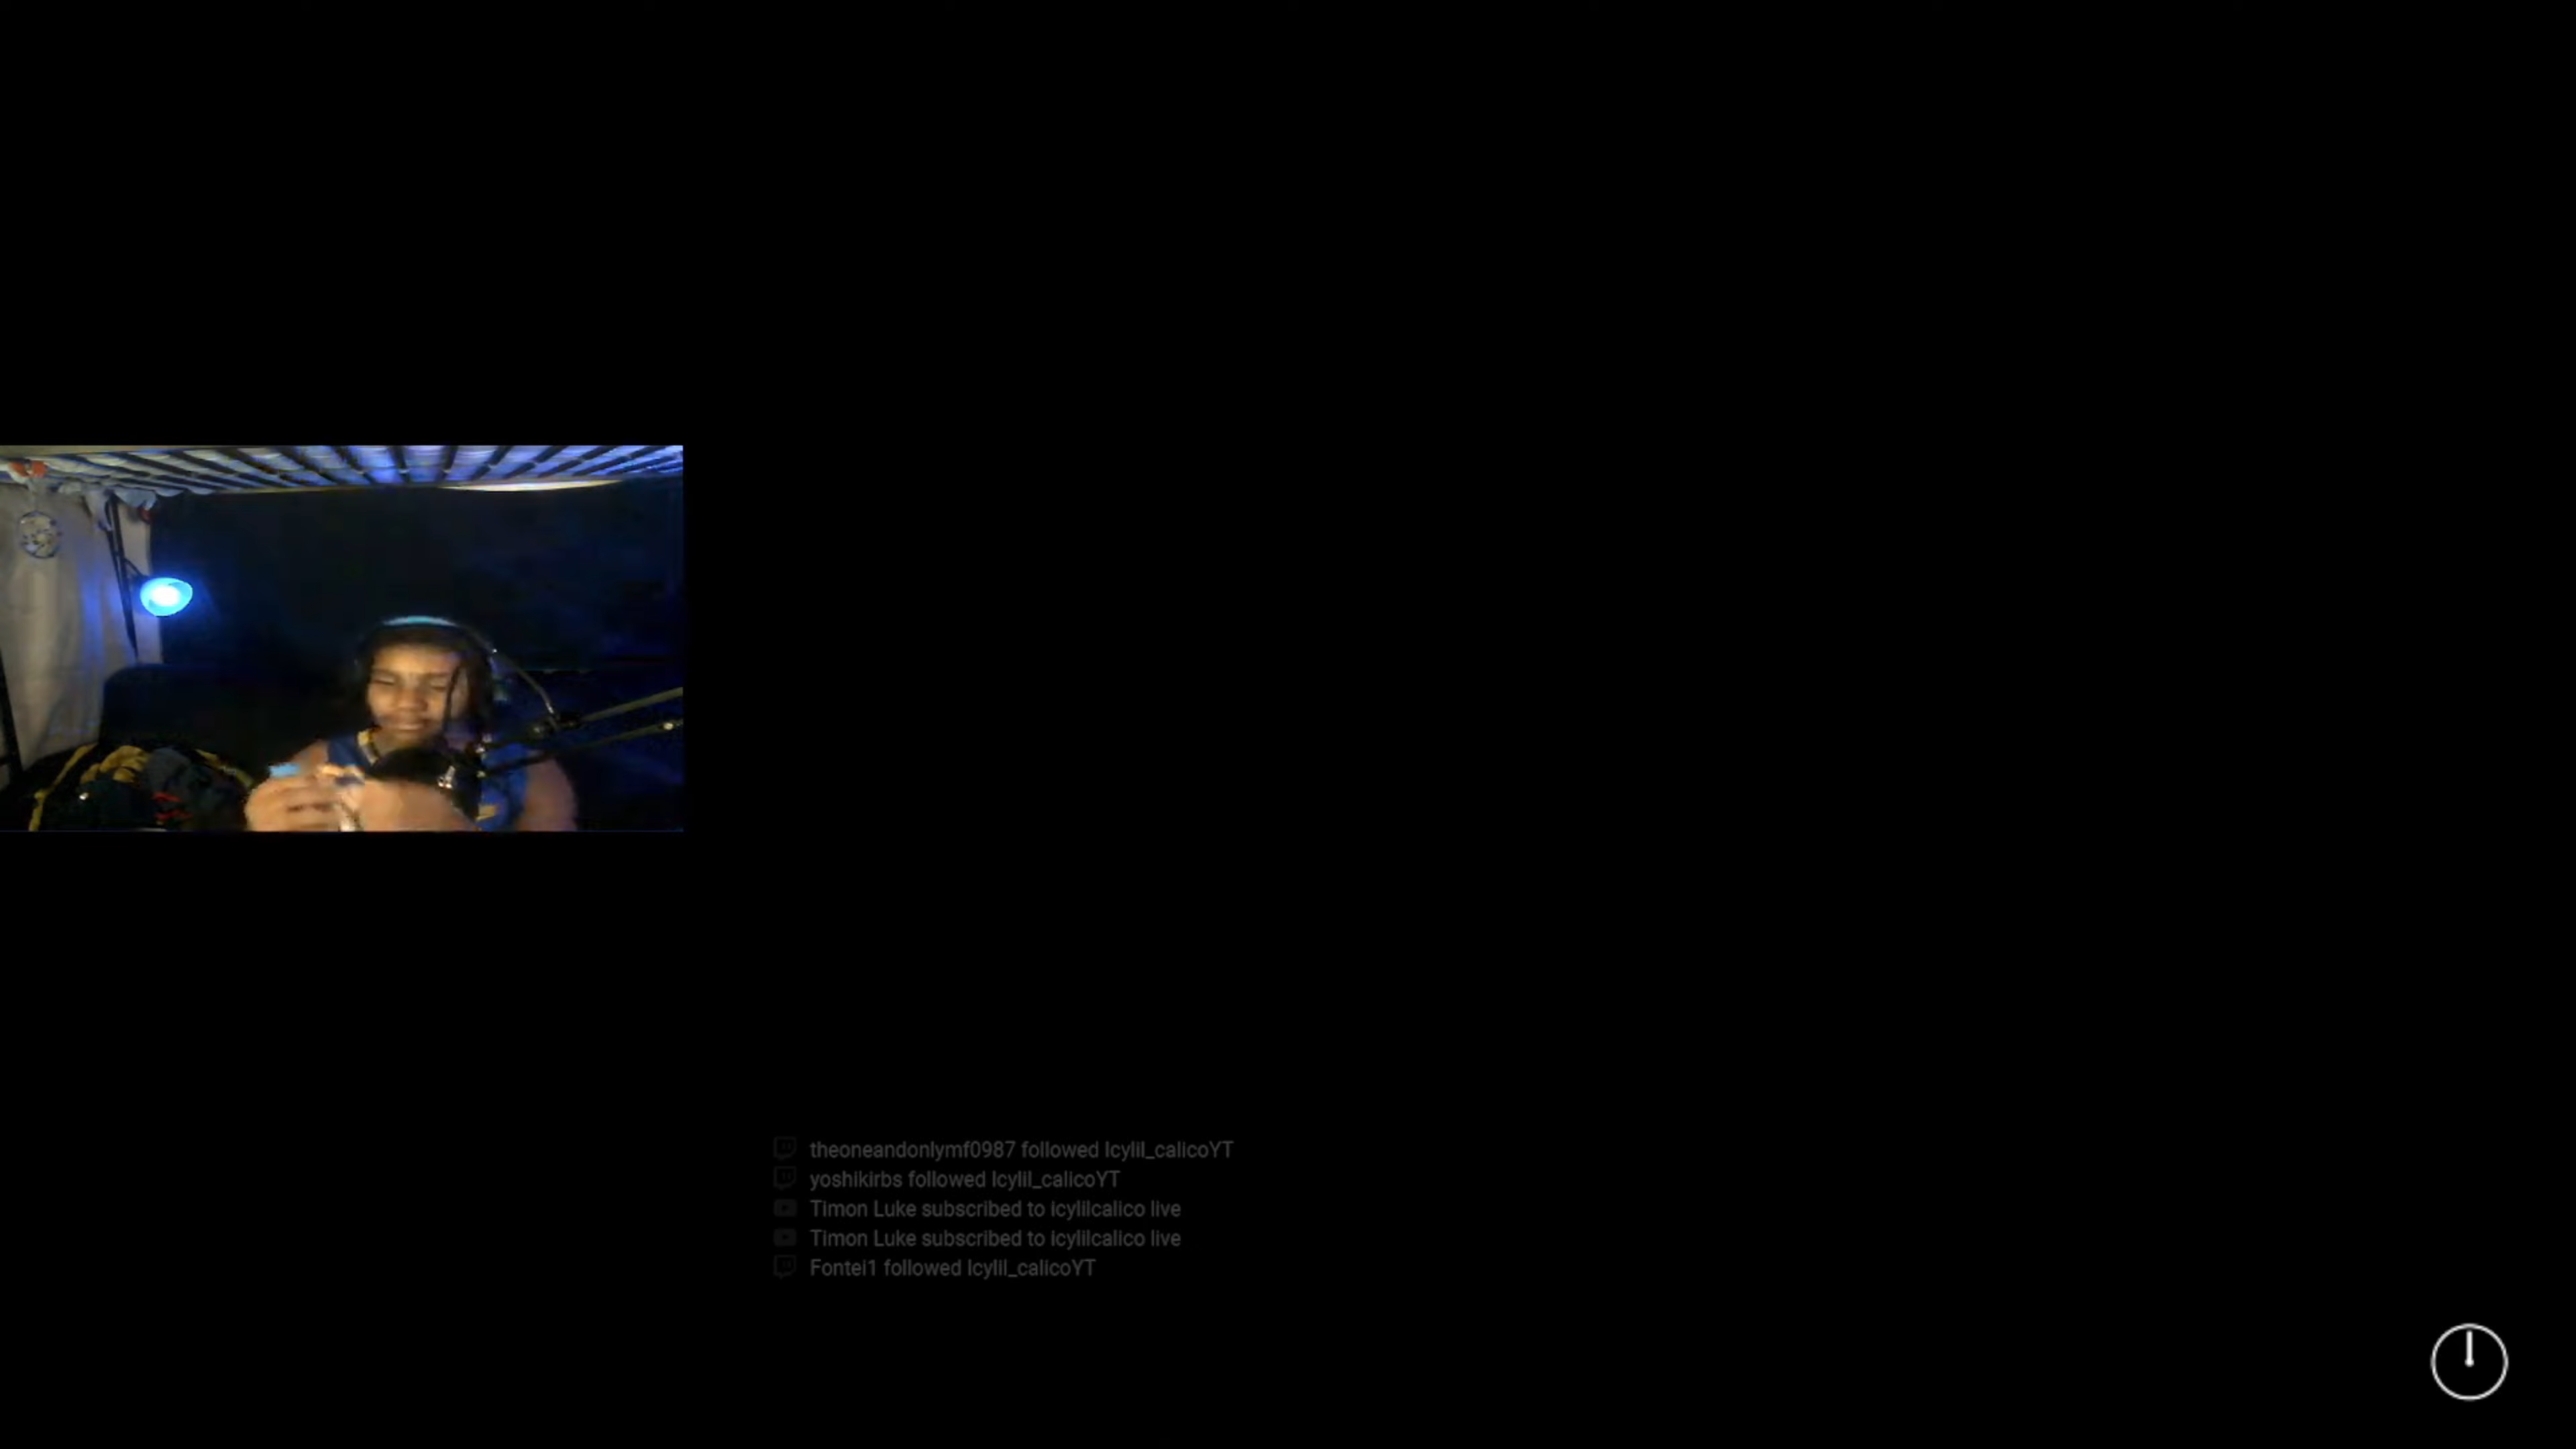 theoneandonlymf0987 followed Icylil_calicoYT
yoshikirbs followed Icylil_calicoYT
Timon Luke subscribed to icylilcalico live
Timon Luke subscribed to icylilcalico live
Fontei1 followed Icylil_calicoYT